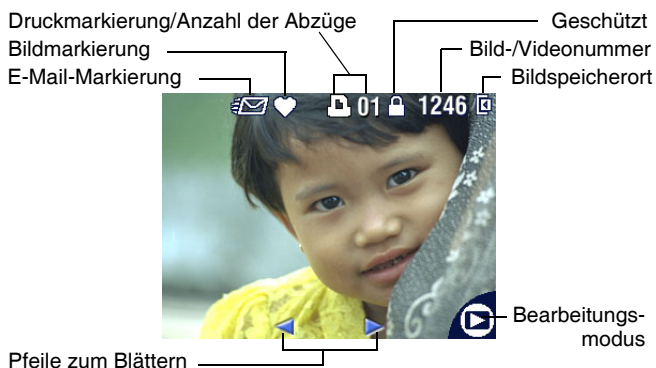 Druckmarkierung/Anzahl der Abzüge
Geschützt
Bildmarkierung
Bild-/Videonummer
E-Mail-Markierung
Bildspeicherort
01 1246
Bearbeitungs-
modus
Pfeile zum Blättern